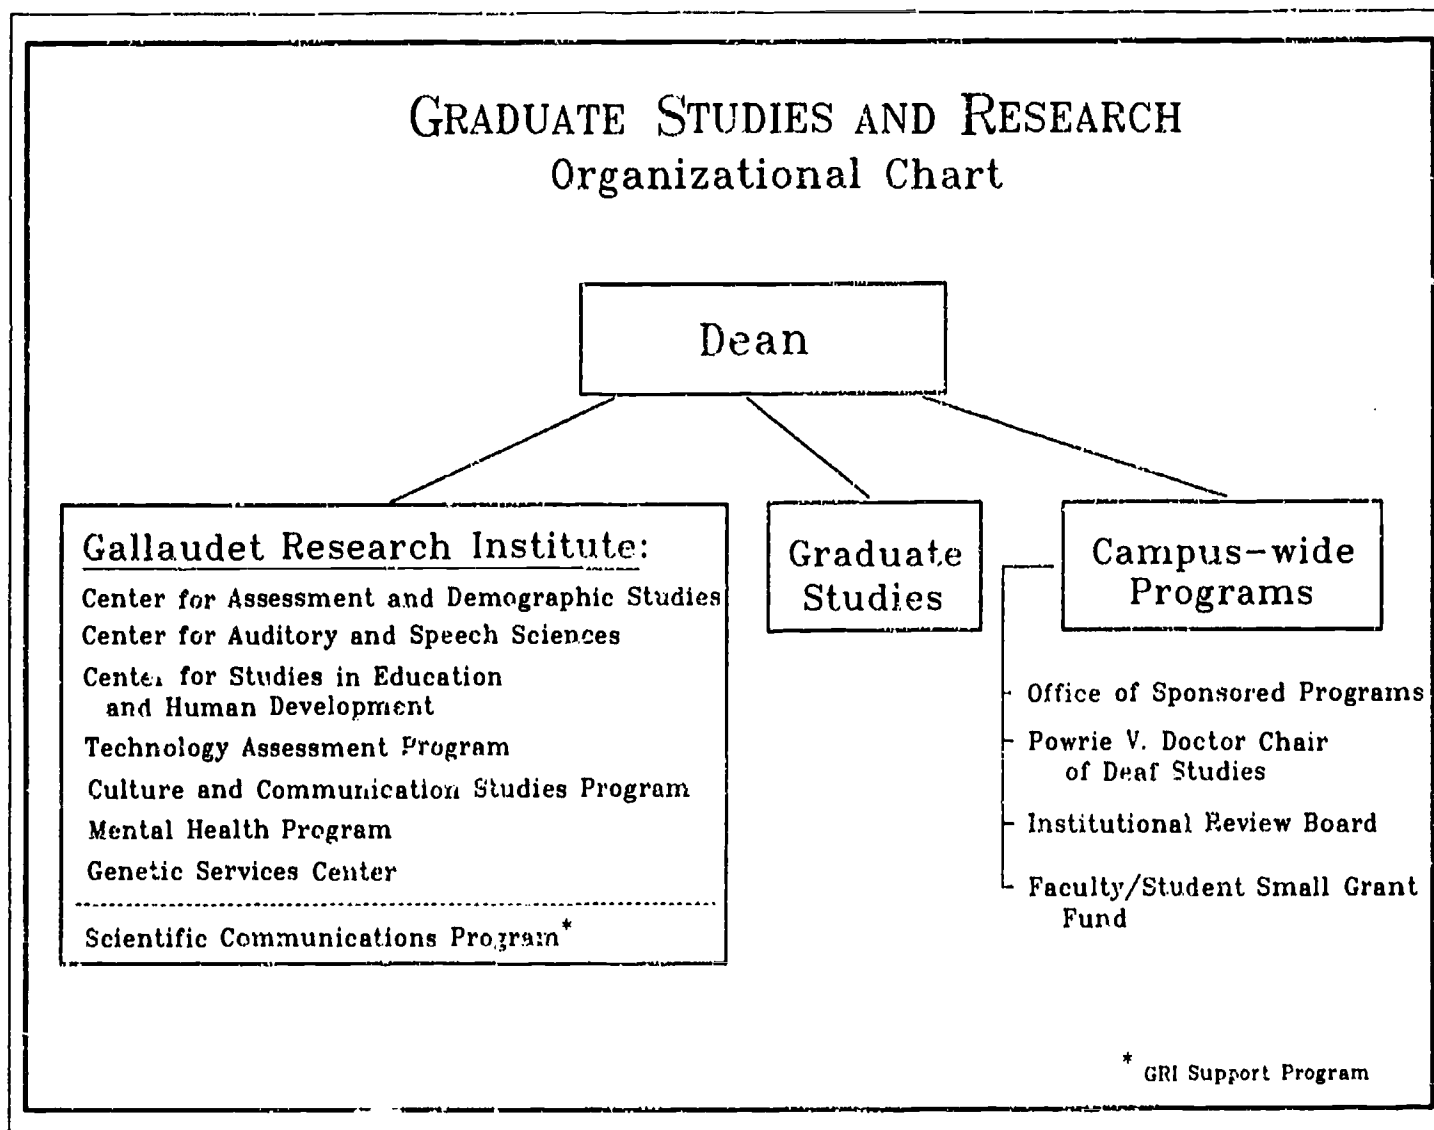 GRADUATE STUDIES AND RESEARCH
Organizational Chart
Dean
Gallaudet Research Institute:
Center for Assessment and Demographic Studies
Center for Auditory and Speech Sciences
Center for Studies in Education
and Human Development
Technology Assessment Program
Culture and Communication Studies Program
Mental Health Program
Genetic Services Center
Scientific Communications Program*
Graduate
Studies
Campus-wide
Programs
Office of Sponsored Programs
Powrie V. Doctor Chair
of Deaf Studies
Institutional Review Board
Faculty/Student Small Grant
Fund
* GRI Support Program